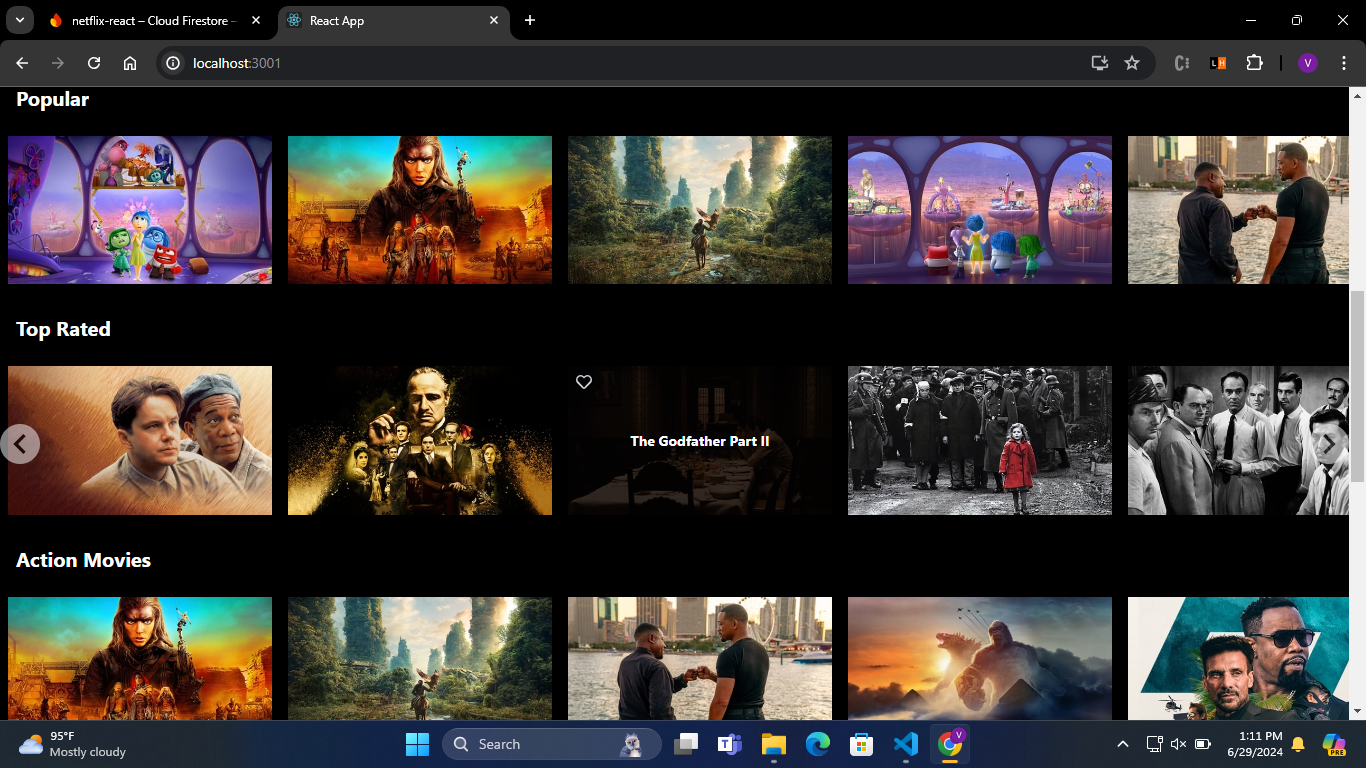 netflix-react – Cloud Firestore –
React App
localhost:3001
Popular
Top Rated
The Godfather Part II
Action Movies
95°F
Mostly cloudy
Search
1:11 PM
6/29/2024
V
V
PRE